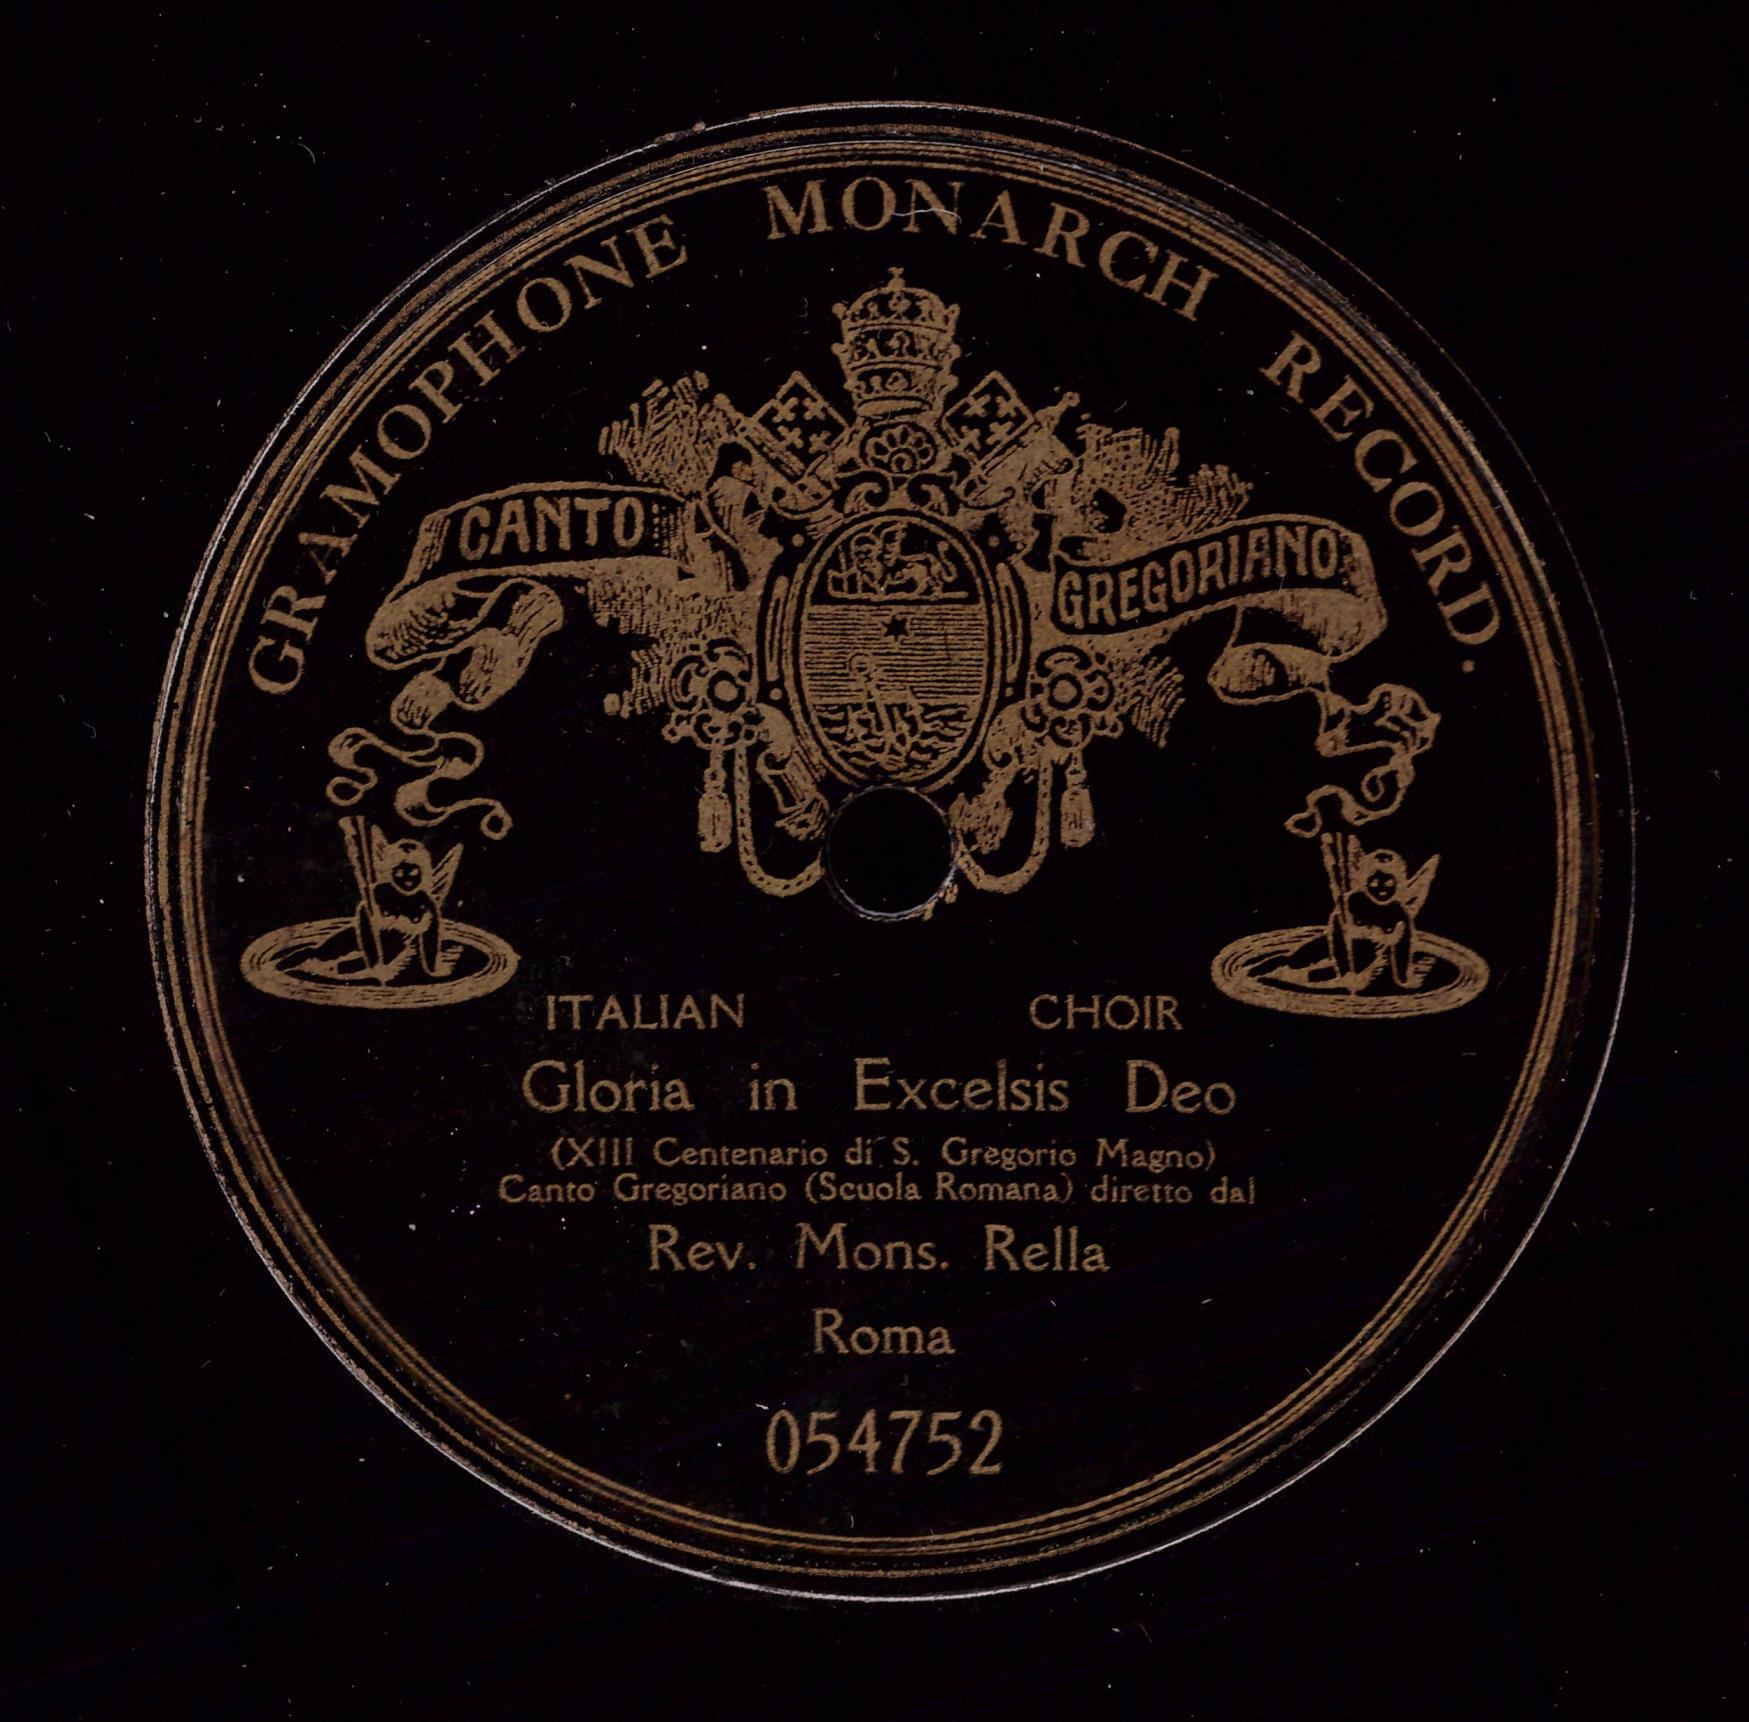 GRAMOPHONE MONARCH RECORD.
CANTO
GREGORIANO
ITALIAN CHOIR
Gloria in Excelsis Deo
(XIII Centenario di S. Gregorio Magno)
Canto Gregoriano (Scuola Romana) diretto dal
Rev. Mons. Rella
Roma
054752